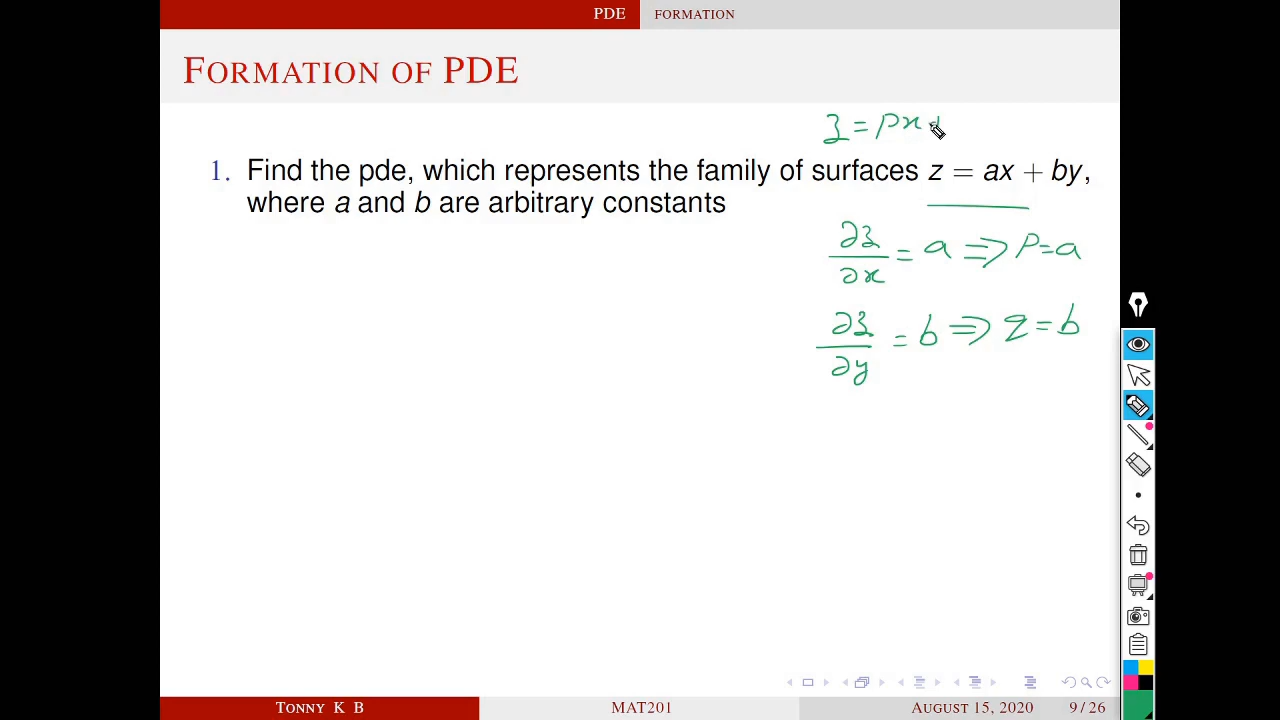 PDE FORMATION
FORMATION OF PDE
z = px +
1. Find the pde, which represents the family of surfaces z = ax + by,
where a and b are arbitrary constants
∂z/∂x = a ⇒ p = a
∂z/∂y = b ⇒ q = b
TONNY K B MAT201 AUGUST 15, 2020 9 / 26